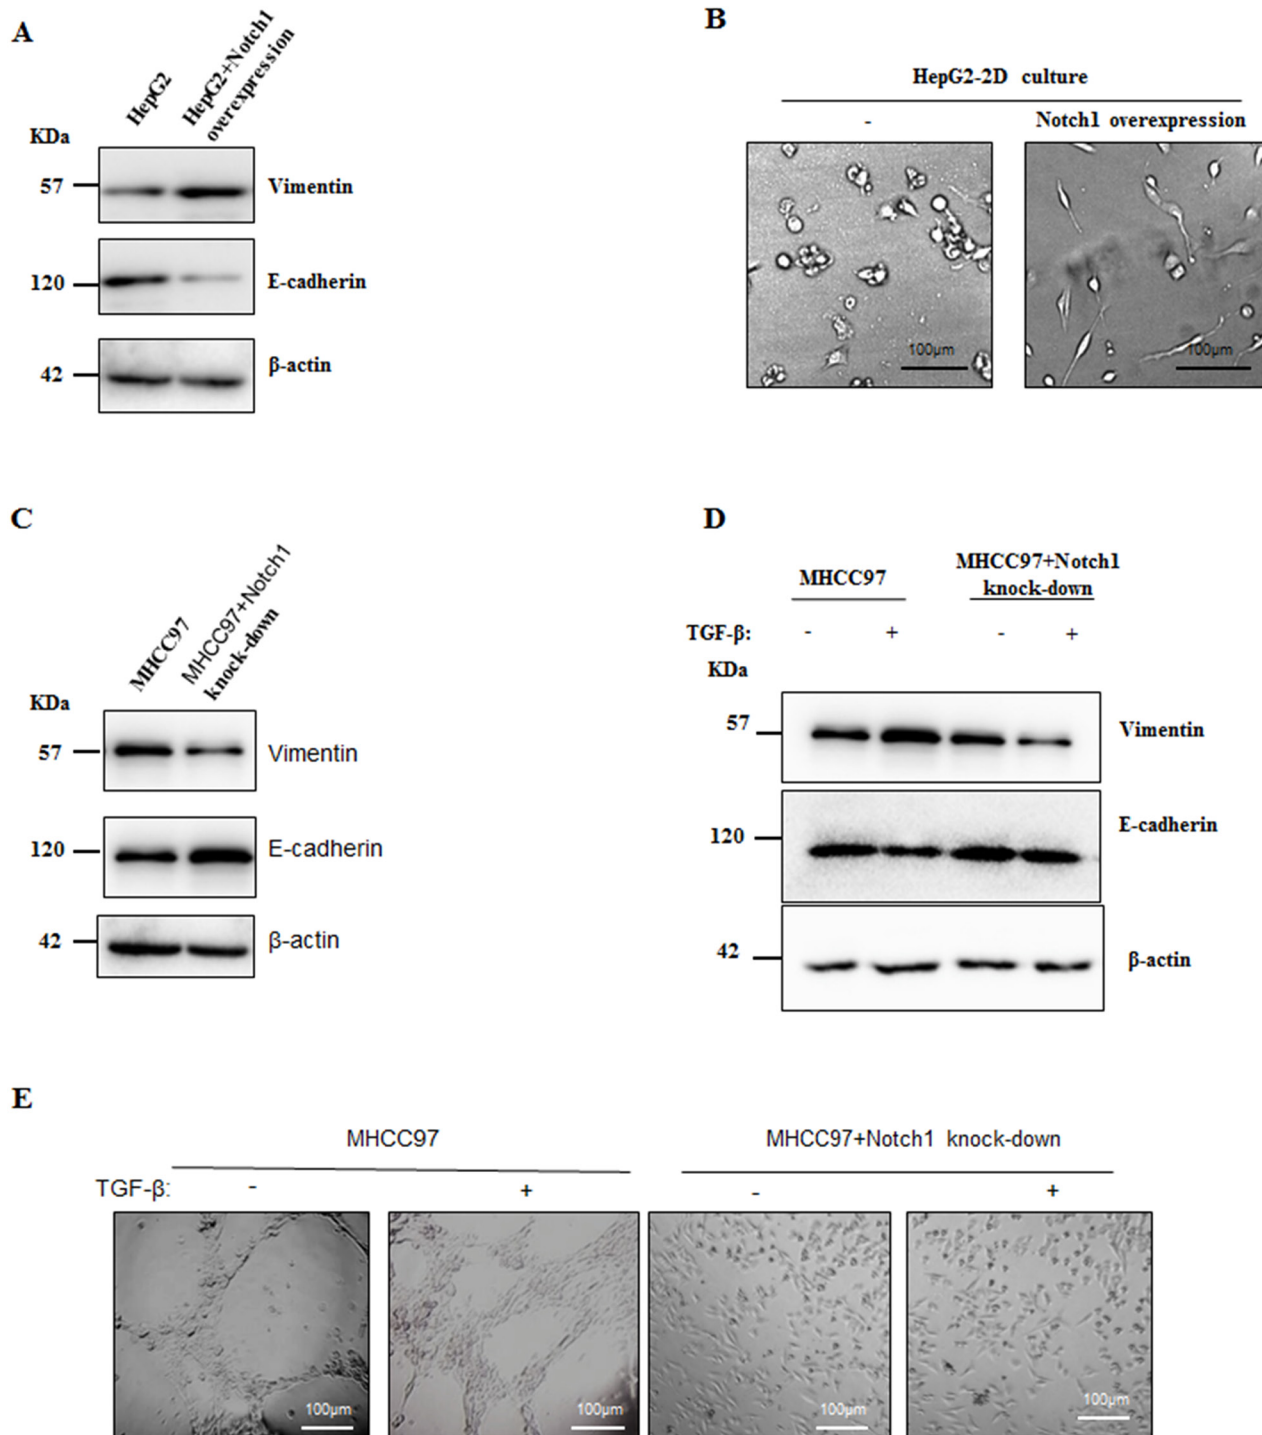 A
HepG2
HepG2+Notch1
overexpression
KDa
57
Vimentin
120
E-cadherin
42
β-actin
B
HepG2-2D culture
-
Notch1 overexpression
100μm
100μm
C
MHCC97
MHCC97+Notch1
knock-down
KDa
57
Vimentin
120
E-cadherin
42
β-actin
D
MHCC97
MHCC97+Notch1
knock-down
TGF-β: - + - +
KDa
57
Vimentin
120
E-cadherin
42
β-actin
E
MHCC97
MHCC97+Notch1 knock-down
TGF-β: - + - +
100μm
100μm
100μm
100μm